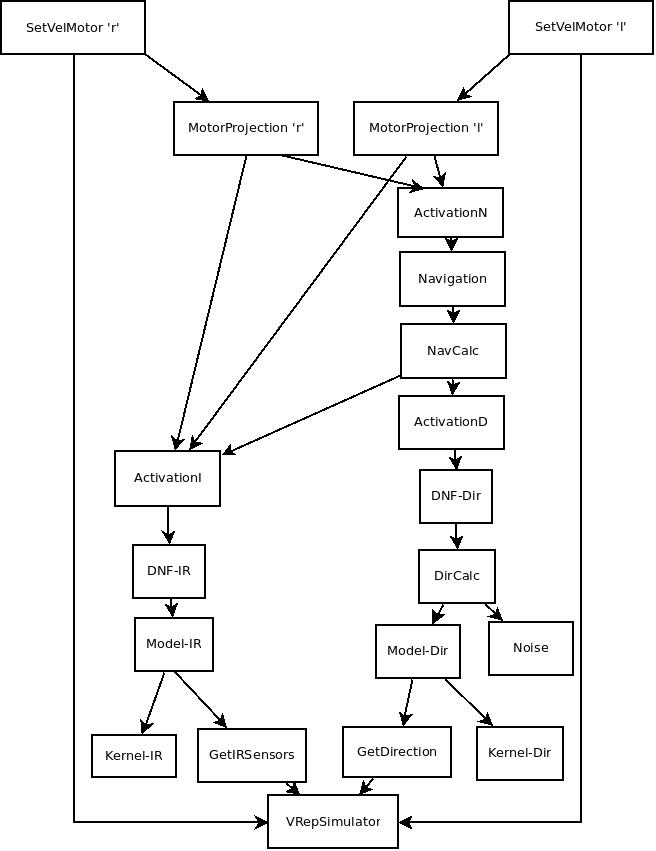 SetVelMotor 'r'
SetVelMotor 'l'
MotorProjection 'r'
MotorProjection 'l'
ActivationN
Navigation
NavCalc
ActivationD
ActivationI
DNF-Dir
DNF-IR
DirCalc
Model-IR
Model-Dir
Noise
Kernel-IR
GetIRSensors
GetDirection
Kernel-Dir
VRepSimulator